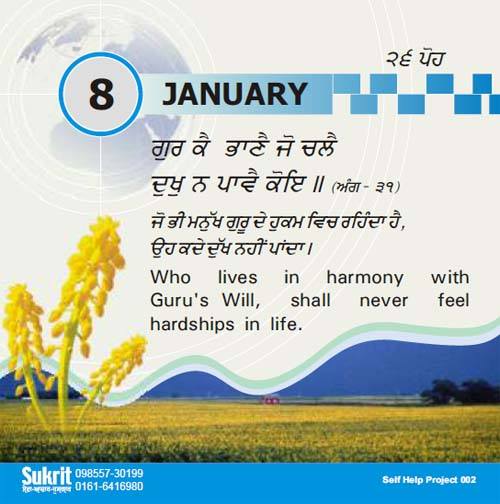 ੨੬ ਪੋਹ
8 JANUARY
ਗੁਰ ਕੈ ਭਾਣੈ ਜੋ ਚਲੈ
ਦੁਖੁ ਨ ਪਾਵੈ ਕੋਇ ॥ (ਅੰਗ - ੩੧)
ਜੋ ਭੀ ਮਨੁੱਖ ਗੁਰੂ ਦੇ ਹੁਕਮ ਵਿਚ ਰਹਿੰਦਾ ਹੈ,
ਉਹ ਕਦੇ ਦੁੱਖ ਨਹੀਂ ਪਾਂਦਾ।
Who lives in harmony with
Guru's Will, shall never feel
hardships in life.
Sukrit 098557-30199
0161-6416980
Self Help Project 002